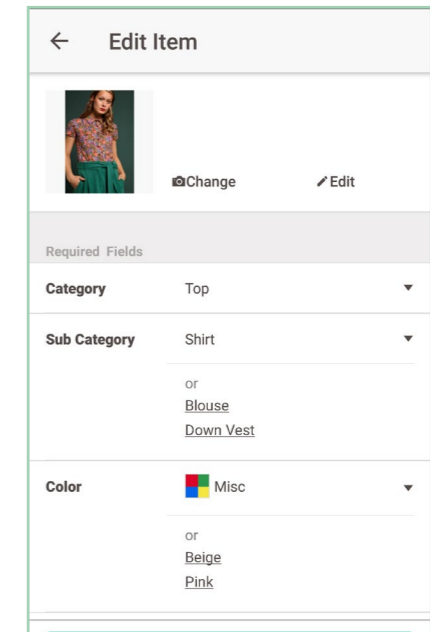 Edit Item
Change Edit
Required Fields
Category Top
Sub Category Shirt
or
Blouse
Down Vest
Color Misc
or
Beige
Pink